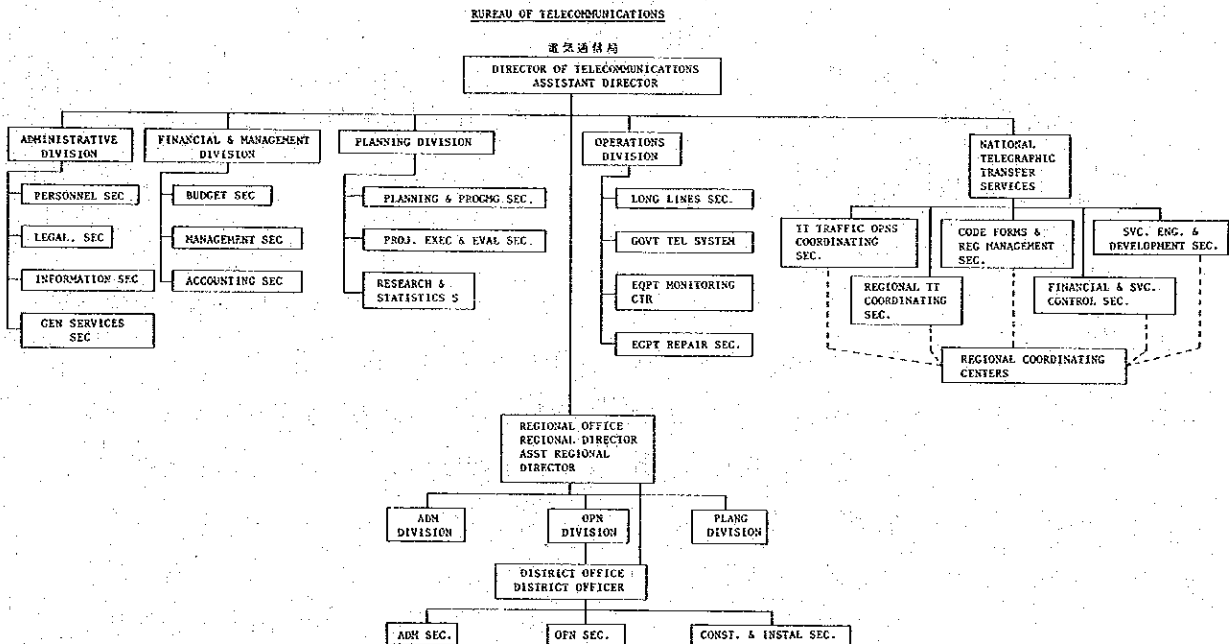 RUREAU OF TELECOMMUNICATIONS
電気通信局
DIRECTOR OF TELECOMMUNICATIONS
ASSISTANT DIRECTOR
ADMINISTRATIVE
DIVISION
FINANCIAL & MANAGEMENT
DIVISION
PLANNING DIVISION
OPERATIONS
DIVISION
NATIONAL
TELEGRAPHIC
TRANSFER
SERVICES
PERSONNEL SEC
LEGAL, SEC
INFORMATION SEC
GEN SERVICES
SEC
BUDGET SEC
MANAGEMENT SEC
ACCOUNTING SEC
PLANNING & PROGMG SEC.
PROJ. EXEC & EVAL SEC.
RESEARCH &
STATISTICS S
LONG LINES SEC.
GOVT TEL SYSTEM
EQPT MONITORING
CTR
EGPT REPAIR SEC.
TT TRAFFIC OPNS
COORDINATING
SEC.
CODE FORMS &
REG MANAGEMENT
SEC.
SVC. ENG. &
DEVELOPMENT SEC.
REGIONAL TT
COORDINATING
SEC.
FINANCIAL & SVC.
CONTROL SEC.
REGIONAL COORDINATING
CENTERS
REGIONAL OFFICE
REGIONAL DIRECTOR
ASST REGIONAL
DIRECTOR
ADM
DIVISION
OPN
DIVISION
PLANG
DIVISION
DISTRICT OFFICE
DISTRICT OFFICER
ADM SEC.
OFN SEC.
CONST. & INSTAL SEC.